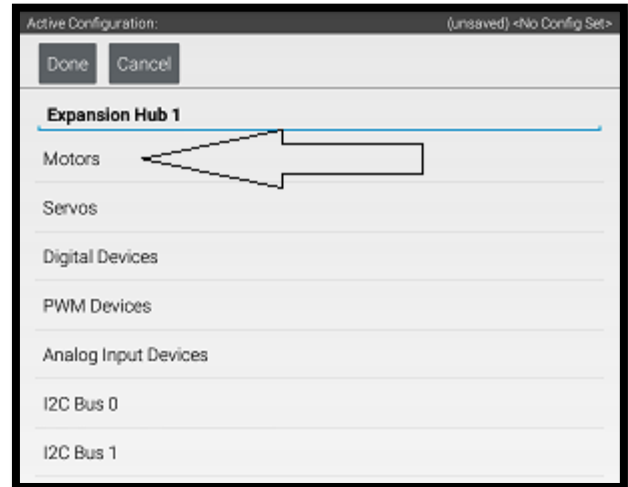 Active Configuration: (unsaved) <No Config Set>
Done Cancel
Expansion Hub 1
Motors
Servos
Digital Devices
PWM Devices
Analog Input Devices
I2C Bus 0
I2C Bus 1